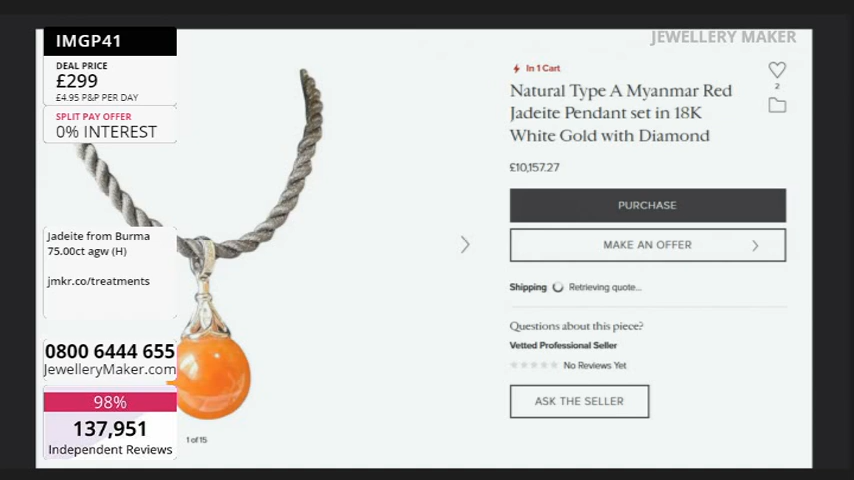 IMGP41
DEAL PRICE
£299
£4.95 P&P PER DAY
SPLIT PAY OFFER
0% INTEREST
Jadeite from Burma
75.00ct agw (H)
jmkr.co/treatments
0800 6444 655
JewelleryMaker.com
98%
137,951
Independent Reviews
1 of 15
JEWELLERY MAKER
In 1 Cart
2
Natural Type A Myanmar Red
Jadeite Pendant set in 18K
White Gold with Diamond
£10,157.27
PURCHASE
MAKE AN OFFER
Shipping Retrieving quote...
Questions about this piece?
Vetted Professional Seller
No Reviews Yet
ASK THE SELLER